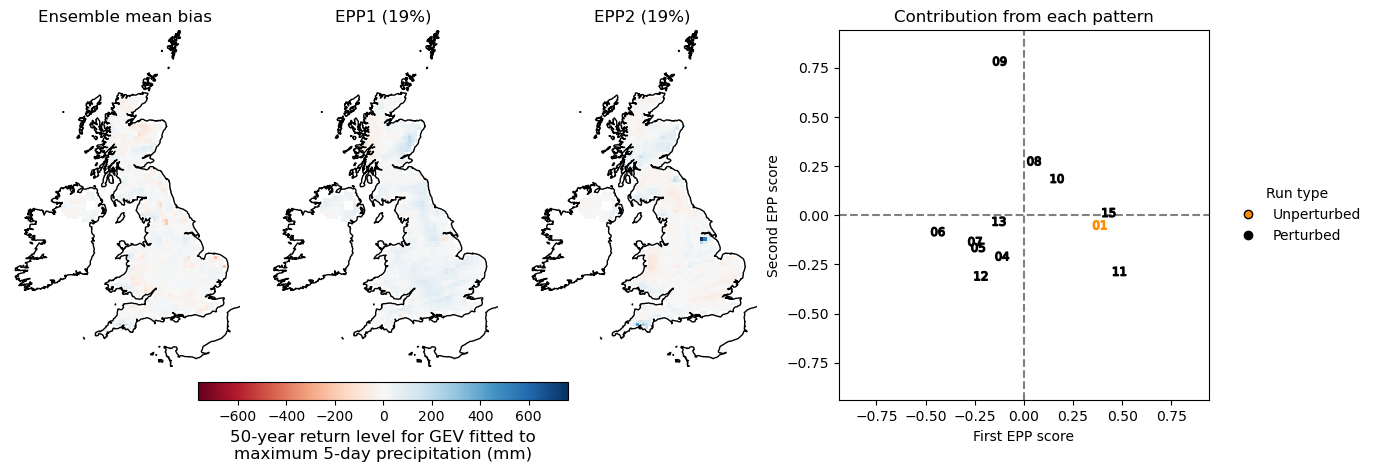 Ensemble mean bias
EPP1 (19%)
EPP2 (19%)
Contribution from each pattern
09
08
10
15
13
01
06
07
05
04
11
12
0.75
0.50
0.25
0.00
−0.25
−0.50
−0.75
Second EPP score
−0.75 −0.50 −0.25 0.00 0.25 0.50 0.75
First EPP score
Run type
Unperturbed
Perturbed
−600 −400 −200 0 200 400 600
50-year return level for GEV fitted to
maximum 5-day precipitation (mm)